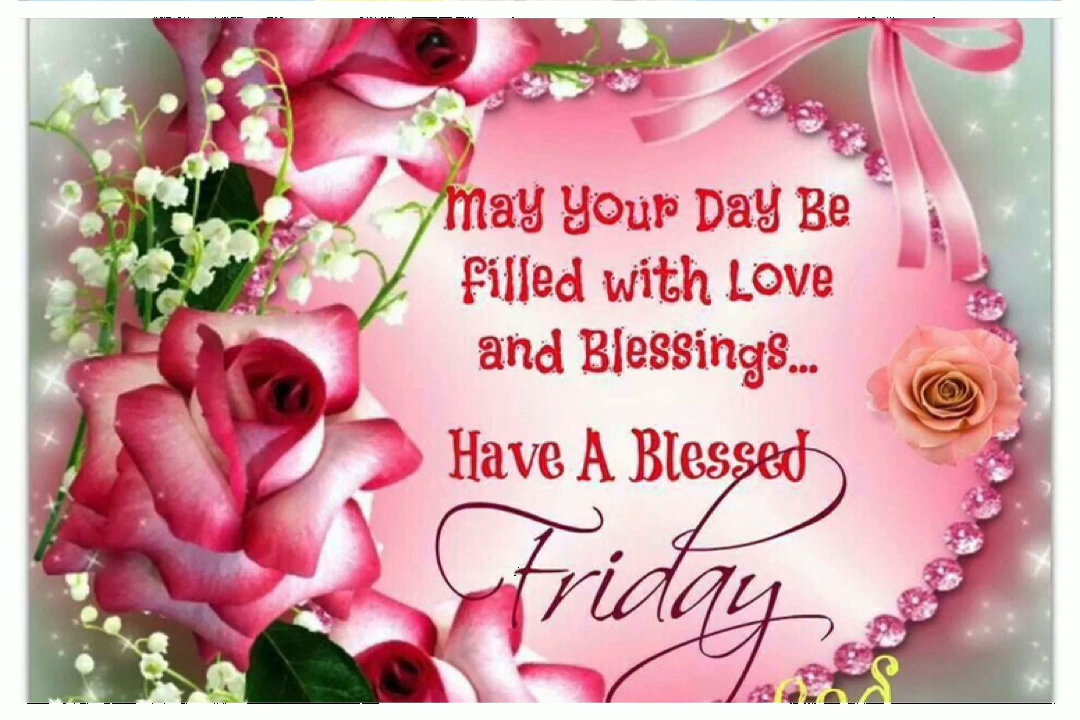 May Your Day Be
filled with Love
and Blessings...
Have A Blessed
Friday